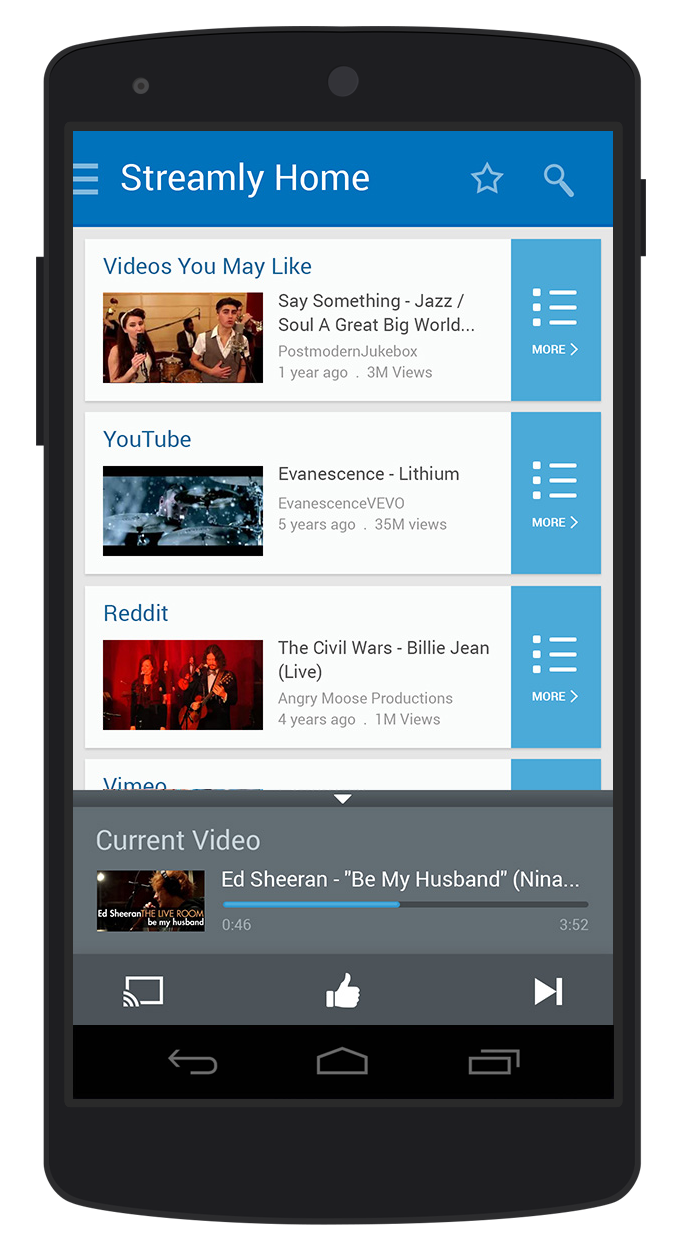 Streamly Home
Videos You May Like
Say Something - Jazz /
Soul A Great Big World...
PostmodernJukebox
1 year ago . 3M Views
MORE
YouTube
Evanescence - Lithium
EvanescenceVEVO
5 years ago . 35M views
MORE
Reddit
The Civil Wars - Billie Jean
(Live)
Angry Moose Productions
4 years ago . 1M Views
MORE
Vimeo
Current Video
Ed Sheeran - "Be My Husband" (Nina...
Ed SheeranTHE LIVE ROOM
be my husband
0:46
3:52